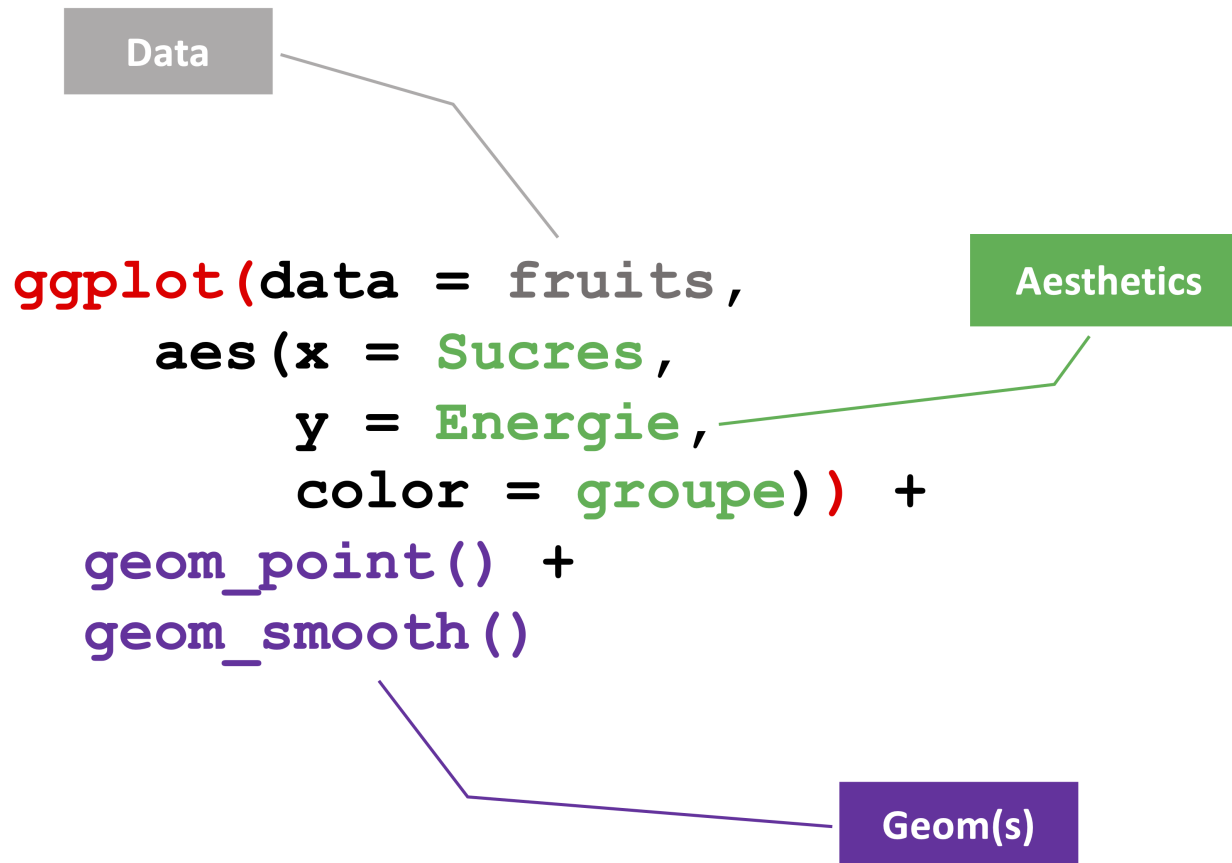 Data
ggplot(data = fruits,
Aesthetics
aes(x = Sucres,
y = Energie,
color = groupe)) +
geom_point() +
geom_smooth()
Geom(s)